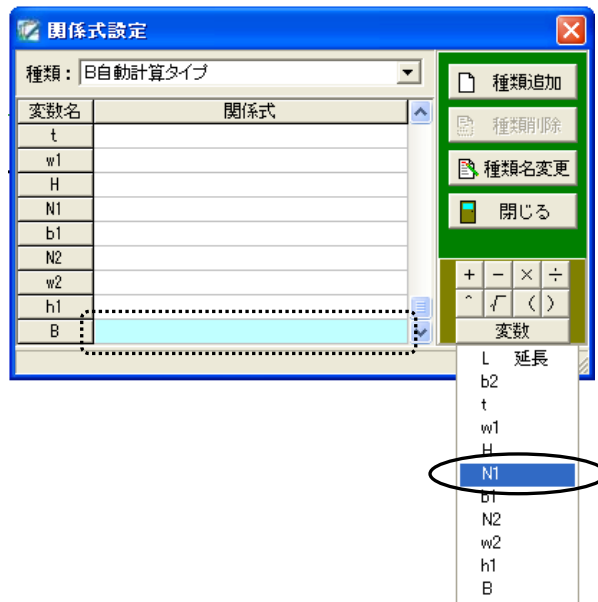 関係式設定
種類： B自動計算タイプ
変数名 関係式
t
w1
H
N1
b1
N2
w2
h1
B
種類追加
種類削除
種類名変更
閉じる
+ − × ÷
^ √ ( )
変数
L 延長
b2
t
w1
H
N1
b1
N2
w2
h1
B